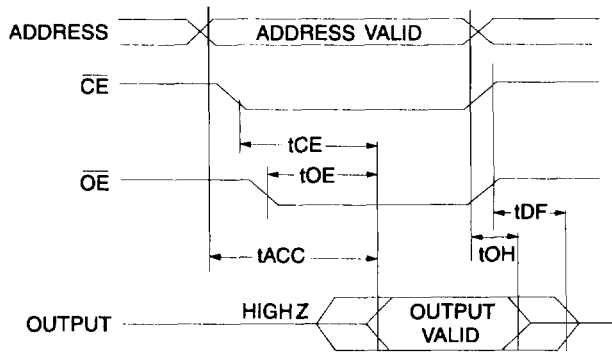 ADDRESS ADDRESS VALID
CE
tCE
tOE
OE
tDF
tACC
tOH
HIGH Z
OUTPUT
OUTPUT
VALID